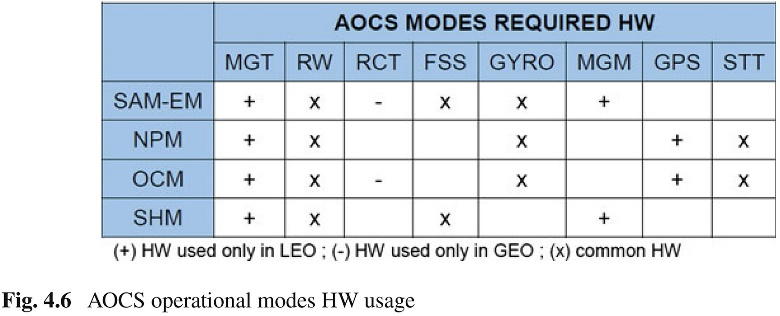 AOCS MODES REQUIRED HW
MGT RW RCT FSS GYRO MGM GPS STT
SAM-EM + x - x x +
NPM + x x + x
OCM + x - x + x
SHM + x x +
(+) HW used only in LEO ; (-) HW used only in GEO ; (x) common HW
Fig. 4.6 AOCS operational modes HW usage